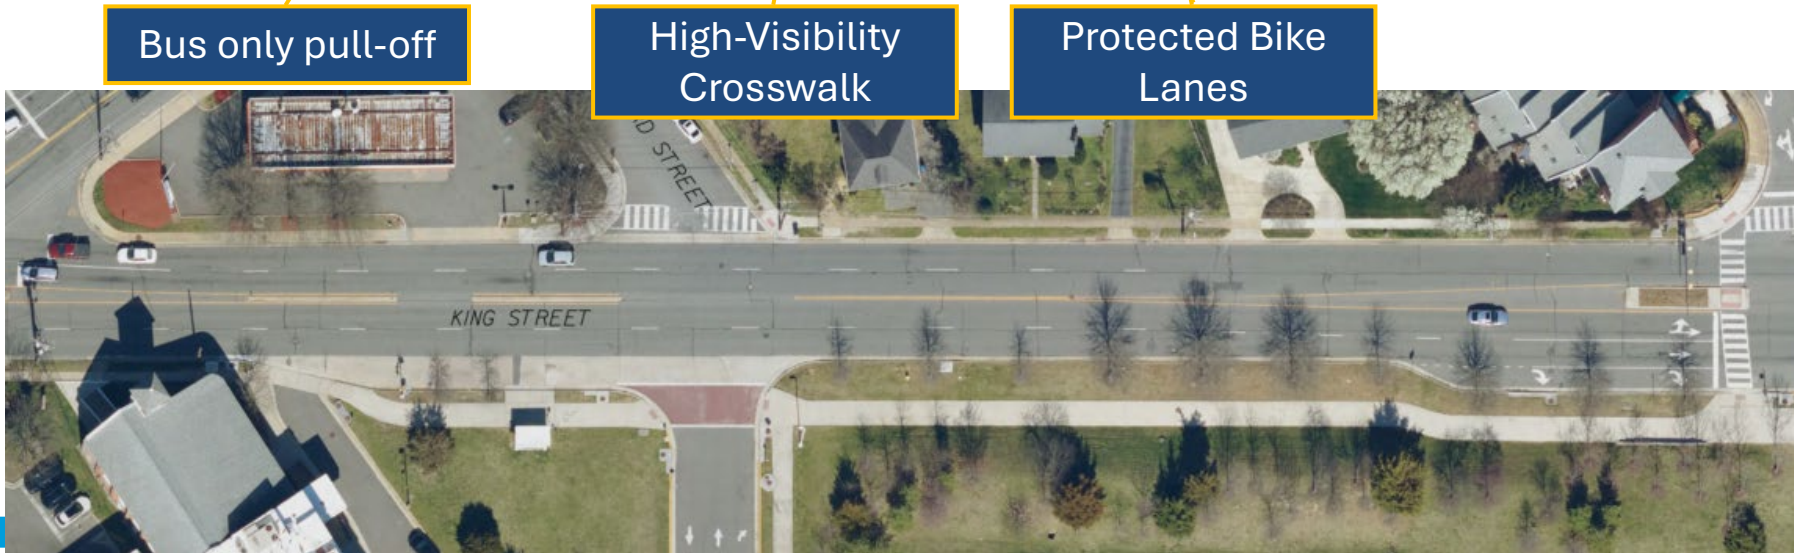 Bus only pull-off
High-Visibility
Crosswalk
Protected Bike
Lanes
STREET
KING STREET